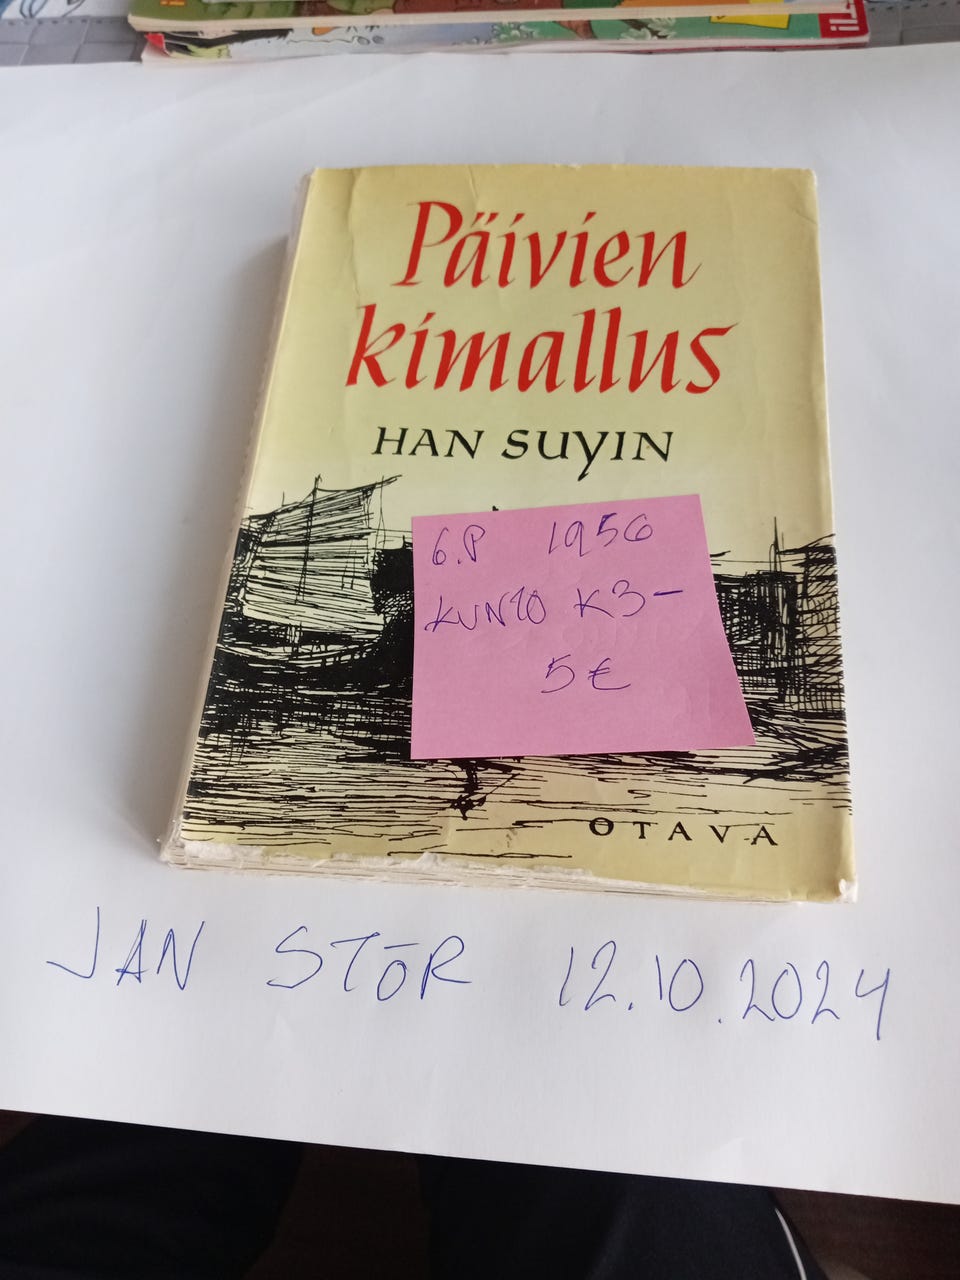 Päivien
kimallus
HAN SUYIN
6.P 1956
KUNTO K3-
5€
OTAVA
JAN STÖR 12.10.2024